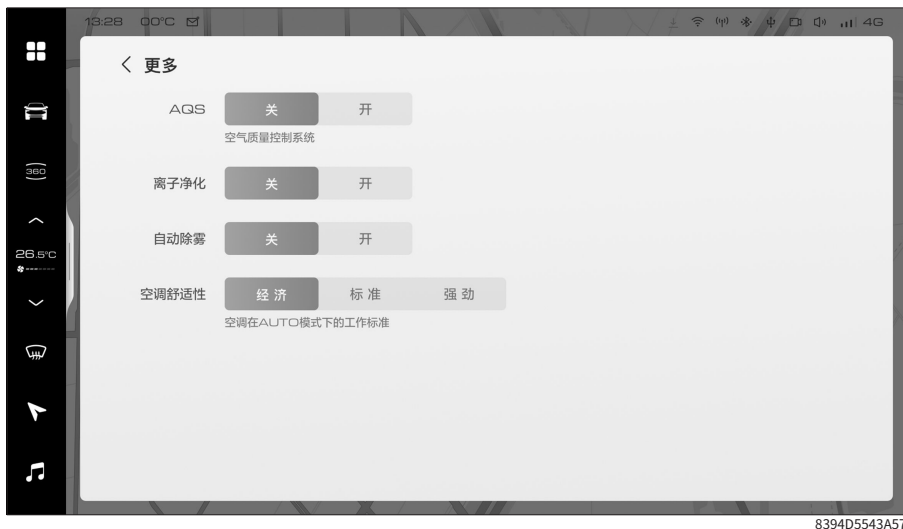 13:28 00°C 4G
更多
AQS 关 开
空气质量控制系统
360
离子净化 关 开
自动除雾 关 开
26.5°C
空调舒适性 经济 标准 强劲
空调在AUTO模式下的工作标准
8394D5543A57